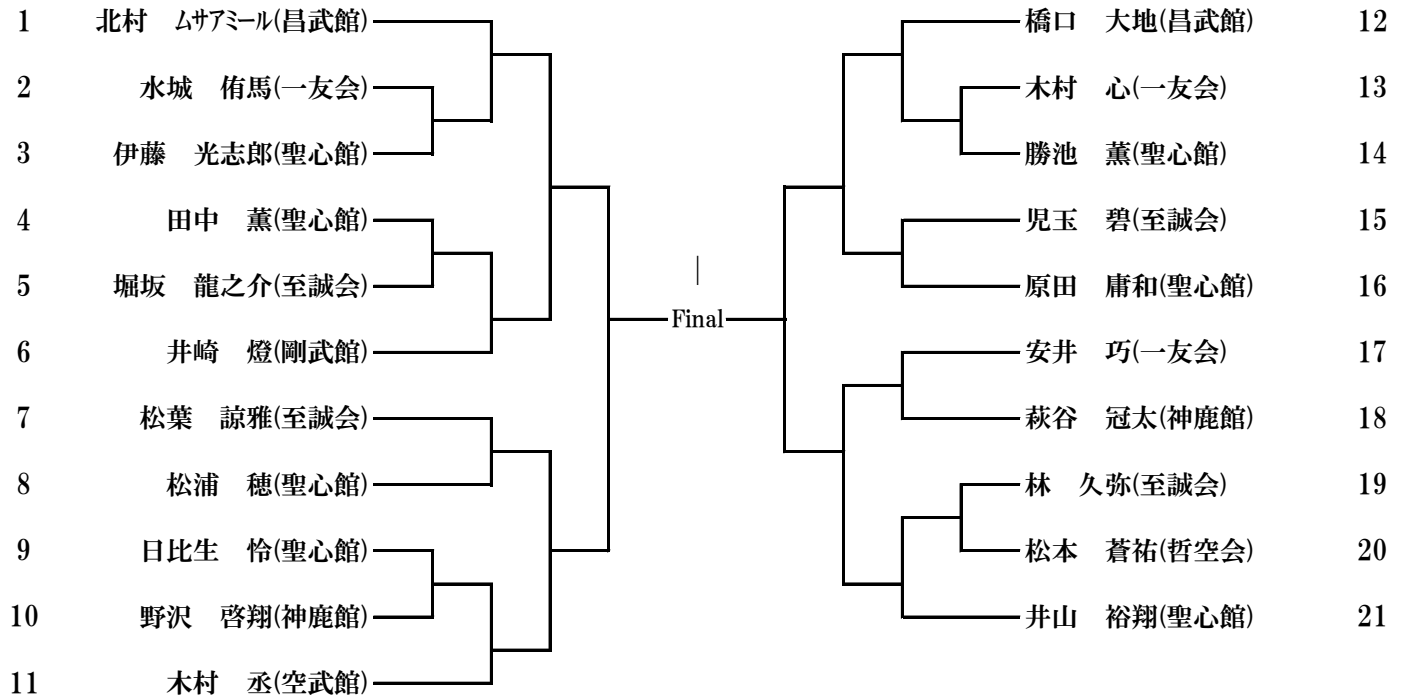 1 北村　ムサアミール(昌武館)
2 水城　侑馬(一友会)
3 伊藤　光志郎(聖心館)
4 田中　薫(聖心館)
5 堀坂　龍之介(至誠会)
6 井崎　燈(剛武館)
7 松葉　諒雅(至誠会)
8 松浦　穂(聖心館)
9 日比生　怜(聖心館)
10 野沢　啓翔(神鹿館)
11 木村　丞(空武館)
Final
橋口　大地(昌武館) 12
木村　心(一友会) 13
勝池　薫(聖心館) 14
児玉　碧(至誠会) 15
原田　庸和(聖心館) 16
安井　巧(一友会) 17
萩谷　冠太(神鹿館) 18
林　久弥(至誠会) 19
松本　蒼祐(哲空会) 20
井山　裕翔(聖心館) 21